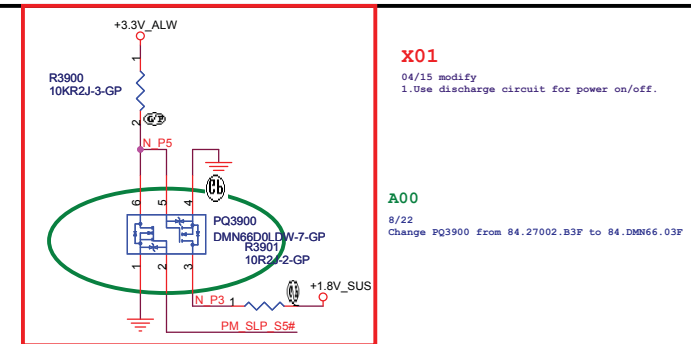 +3.3V_ALW
X01
04/15 modify
1.Use discharge circuit for power on/off.
1
R3900
10KR2J-3-GP
2
G/P
N_P5
A00
8/22
Change PQ3900 from 84.27002.B3F to 84.DMN66.03F
6
5
4
PQ3900
DMN66D0LDW-7-GP
R3901
10R2J-2-GP
1
2
3
+1.8V_SUS
N_P3
1
PM_SLP_S5#